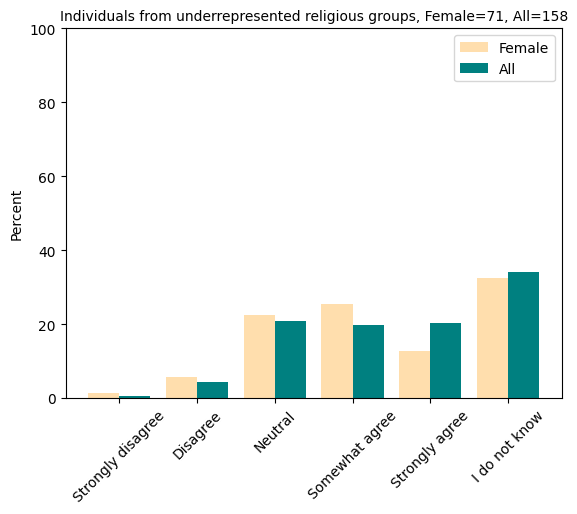 Individuals from underrepresented religious groups, Female=71, All=158
Female
All
Percent
100
80
60
40
20
0
Strongly disagree
Disagree
Neutral
Somewhat agree
Strongly agree
I do not know